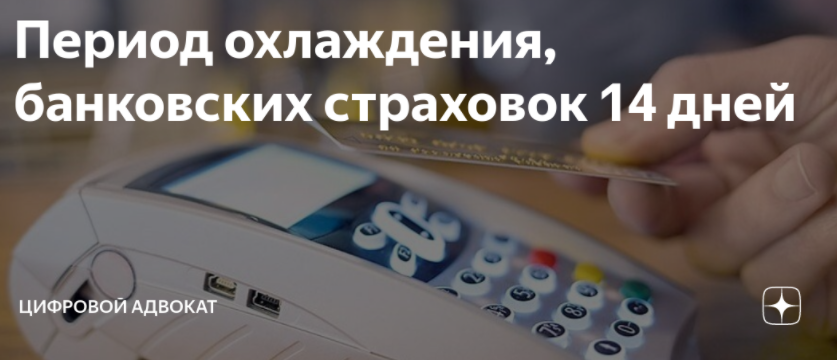 Период охлаждения,
банковских страховок 14 дней
ЦИФРОВОЙ АДВОКАТ